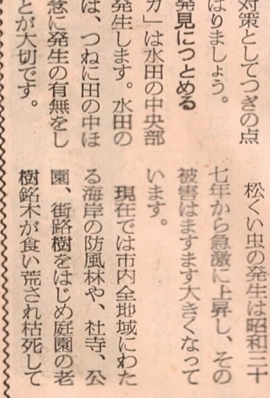 対策としてつぎの点
ばりましょう。
発見につとめる
ガ」は水田の中央部
発生します。水田の
は、つねに田の中ほ
念に発生の有無をし
とが大切です。
松くい虫の発生は昭和三十
七年から急激に上昇し、その
被害はますます大きくなって
います。
現在では市内全地域にわた
る海岸の防風林や、社寺、公
園、街路樹をはじめ庭園の老
樹銘木が食い荒され枯死して